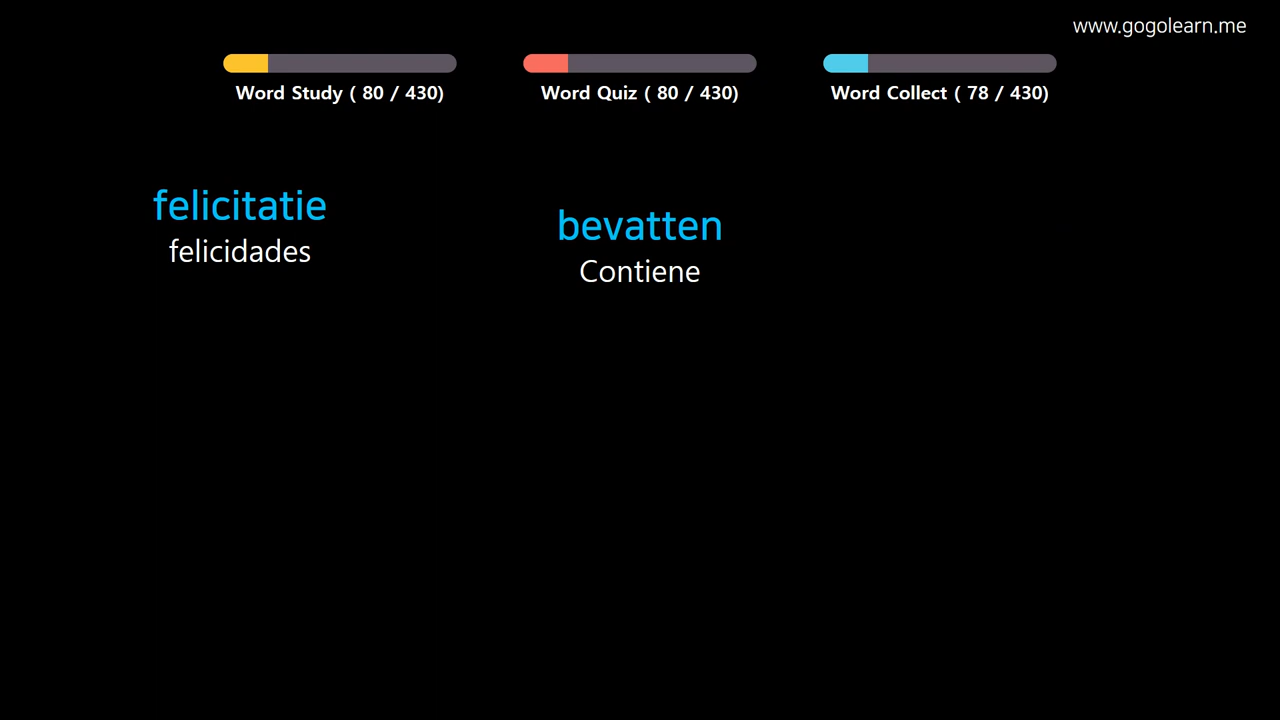 www.gogolearn.me
Word Study ( 80 / 430)
Word Quiz ( 80 / 430)
Word Collect ( 78 / 430)
felicitatie
felicidades
bevatten
Contiene